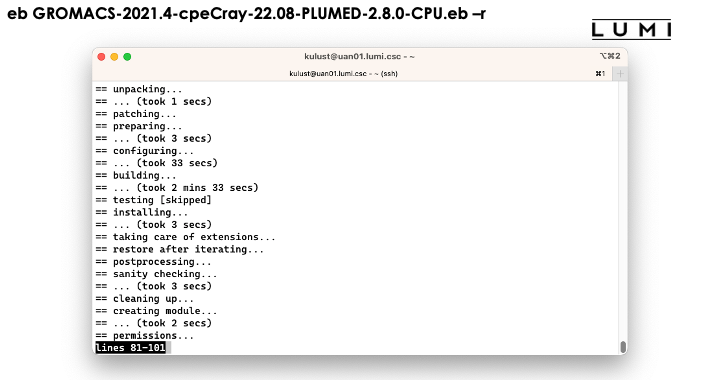 eb GROMACS-2021.4-cpeCray-22.08-PLUMED-2.8.0-CPU.eb –r
LUMI
kulust@uan01.lumi.csc - ~
⌥⌘2
kulust@uan01.lumi.csc - ~ (ssh)
⌘1
+
== unpacking...
== ... (took 1 secs)
== patching...
== preparing...
== ... (took 3 secs)
== configuring...
== ... (took 33 secs)
== building...
== ... (took 2 mins 33 secs)
== testing [skipped]
== installing...
== ... (took 3 secs)
== taking care of extensions...
== restore after iterating...
== postprocessing...
== sanity checking...
== ... (took 3 secs)
== cleaning up...
== creating module...
== ... (took 2 secs)
== permissions...
lines 81-101